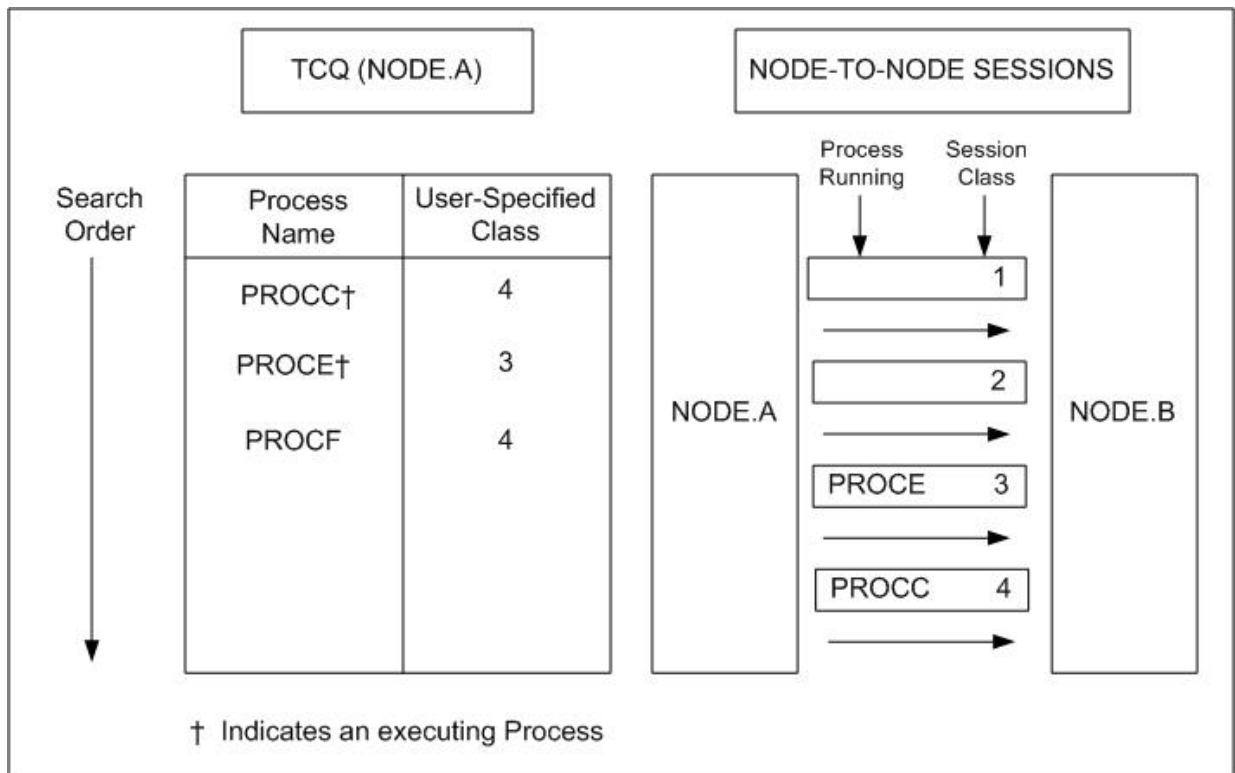 TCQ (NODE.A)
NODE-TO-NODE SESSIONS
Search
Order
Process
Name
User-Specified
Class
PROCC† 4
PROCE† 3
PROCF 4
Process
Running
Session
Class
NODE.A
1
2
PROCE 3
PROCC 4
NODE.B
† Indicates an executing Process